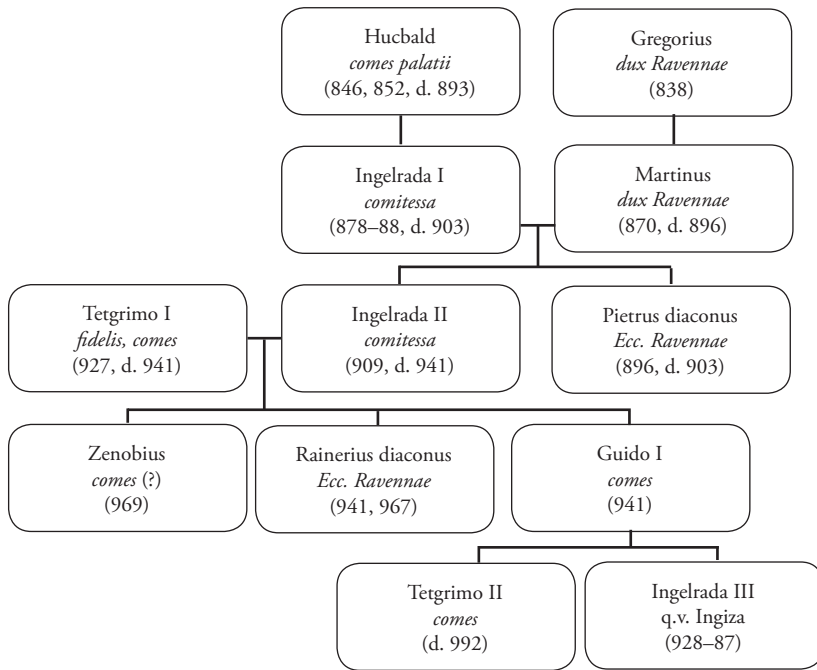 Hucbald
comes palatii
(846, 852, d. 893)
Gregorius
dux Ravennae
(838)
Ingelrada I
comitessa
(878–88, d. 903)
Martinus
dux Ravennae
(870, d. 896)
Tetgrimo I
fidelis, comes
(927, d. 941)
Ingelrada II
comitessa
(909, d. 941)
Pietrus diaconus
Ecc. Ravennae
(896, d. 903)
Zenobius
comes (?)
(969)
Rainerius diaconus
Ecc. Ravennae
(941, 967)
Guido I
comes
(941)
Tetgrimo II
comes
(d. 992)
Ingelrada III
q.v. Ingiza
(928–87)